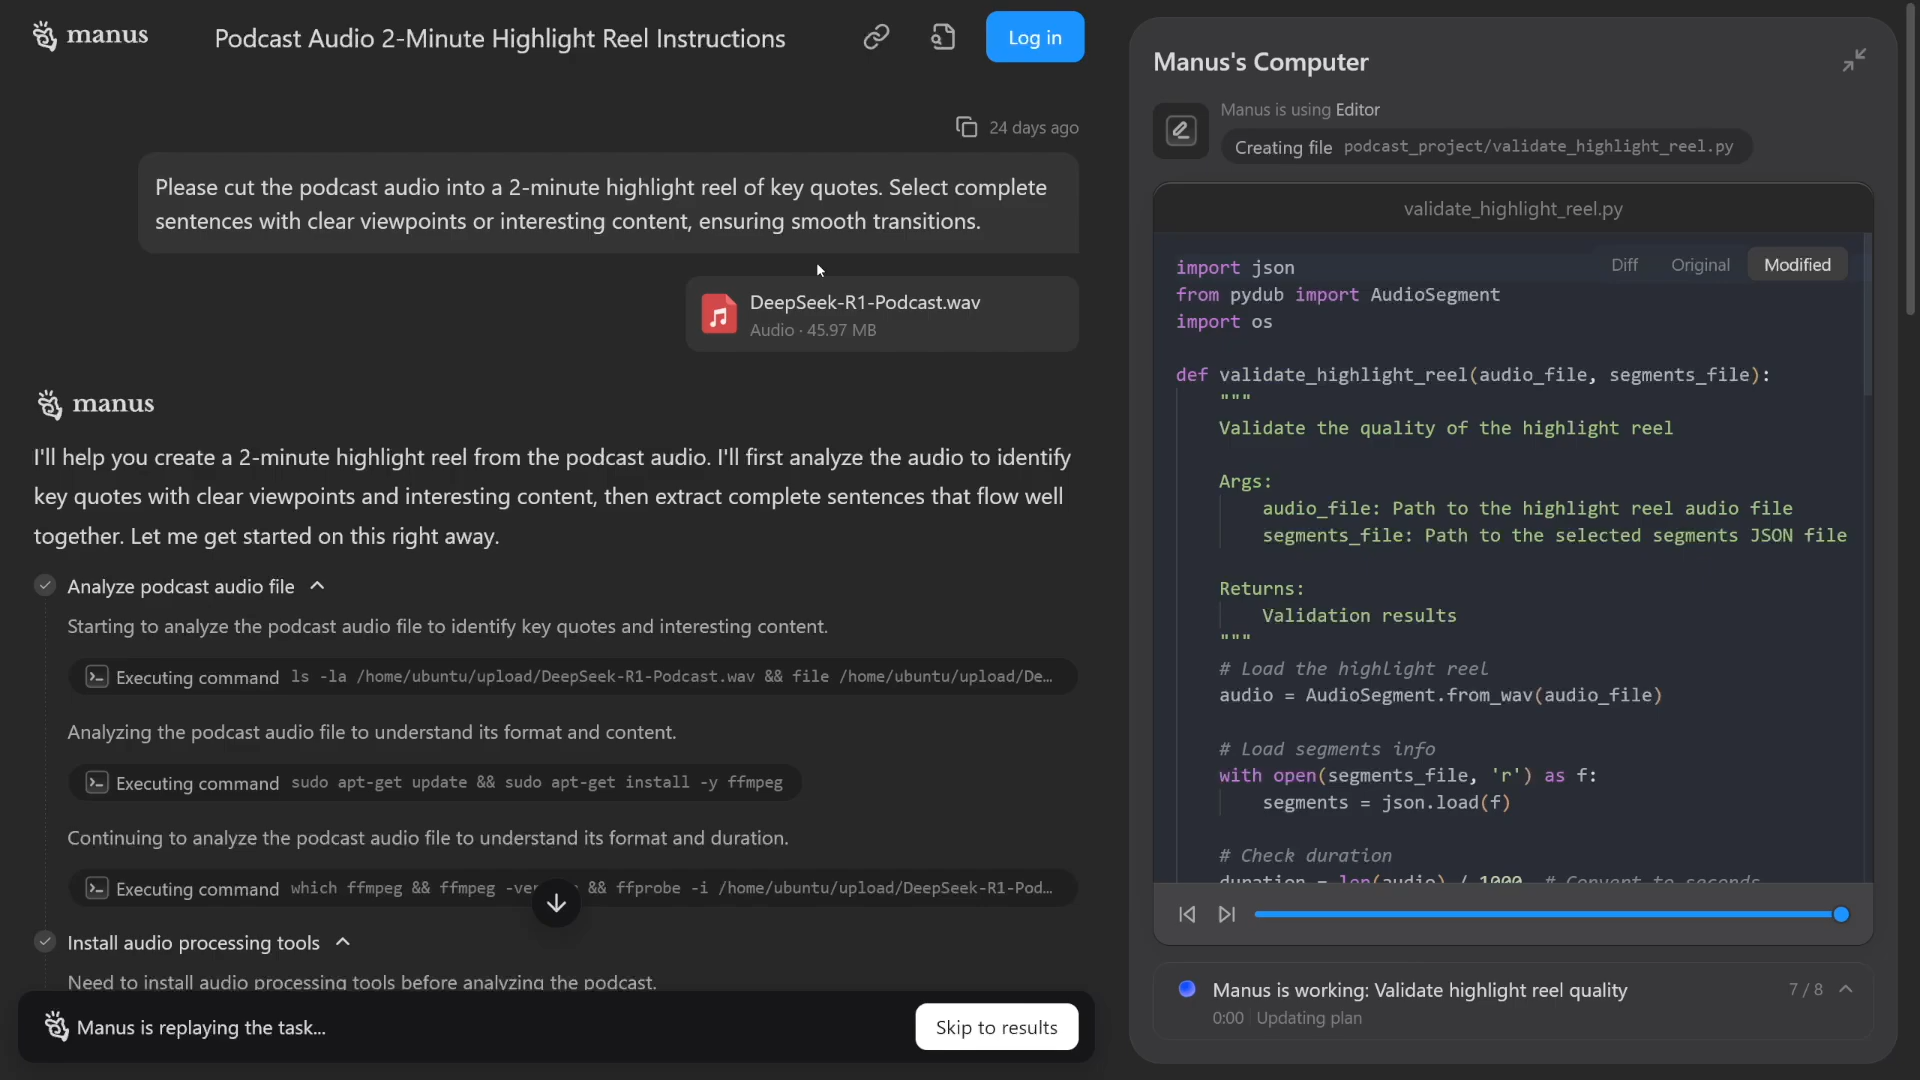 manus
Podcast Audio 2-Minute Highlight Reel Instructions
Log in
24 days ago
Please cut the podcast audio into a 2-minute highlight reel of key quotes. Select complete
sentences with clear viewpoints or interesting content, ensuring smooth transitions.
DeepSeek-R1-Podcast.wav
Audio · 45.97 MB
manus
I'll help you create a 2-minute highlight reel from the podcast audio. I'll first analyze the audio to identify
key quotes with clear viewpoints and interesting content, then extract complete sentences that flow well
together. Let me get started on this right away.
Analyze podcast audio file
Starting to analyze the podcast audio file to identify key quotes and interesting content.
Executing command ls -la /home/ubuntu/upload/DeepSeek-R1-Podcast.wav && file /home/ubuntu/upload/De...
Analyzing the podcast audio file to understand its format and content.
Executing command sudo apt-get update && sudo apt-get install -y ffmpeg
Continuing to analyze the podcast audio file to understand its format and duration.
Executing command which ffmpeg && ffmpeg && ffprobe -i /home/ubuntu/upload/DeepSeek-R1-Pod...
Install audio processing tools
Need to install audio processing tools before analyzing the podcast.
Manus is replaying the task...
Skip to results
Manus's Computer
Manus is using Editor
Creating file podcast_project/validate_highlight_reel.py
validate_highlight_reel.py
Diff Original Modified
import json
from pydub import AudioSegment
import os
def validate_highlight_reel(audio_file, segments_file):
"""
Validate the quality of the highlight reel
Args:
audio_file: Path to the highlight reel audio file
segments_file: Path to the selected segments JSON file
Returns:
Validation results
"""
# Load the highlight reel
audio = AudioSegment.from_wav(audio_file)
# Load segments info
with open(segments_file, 'r') as f:
segments = json.load(f)
# Check duration
duration = len(audio) / 1000 # Convert to seconds
Manus is working: Validate highlight reel quality
7 / 8
0:00 Updating plan